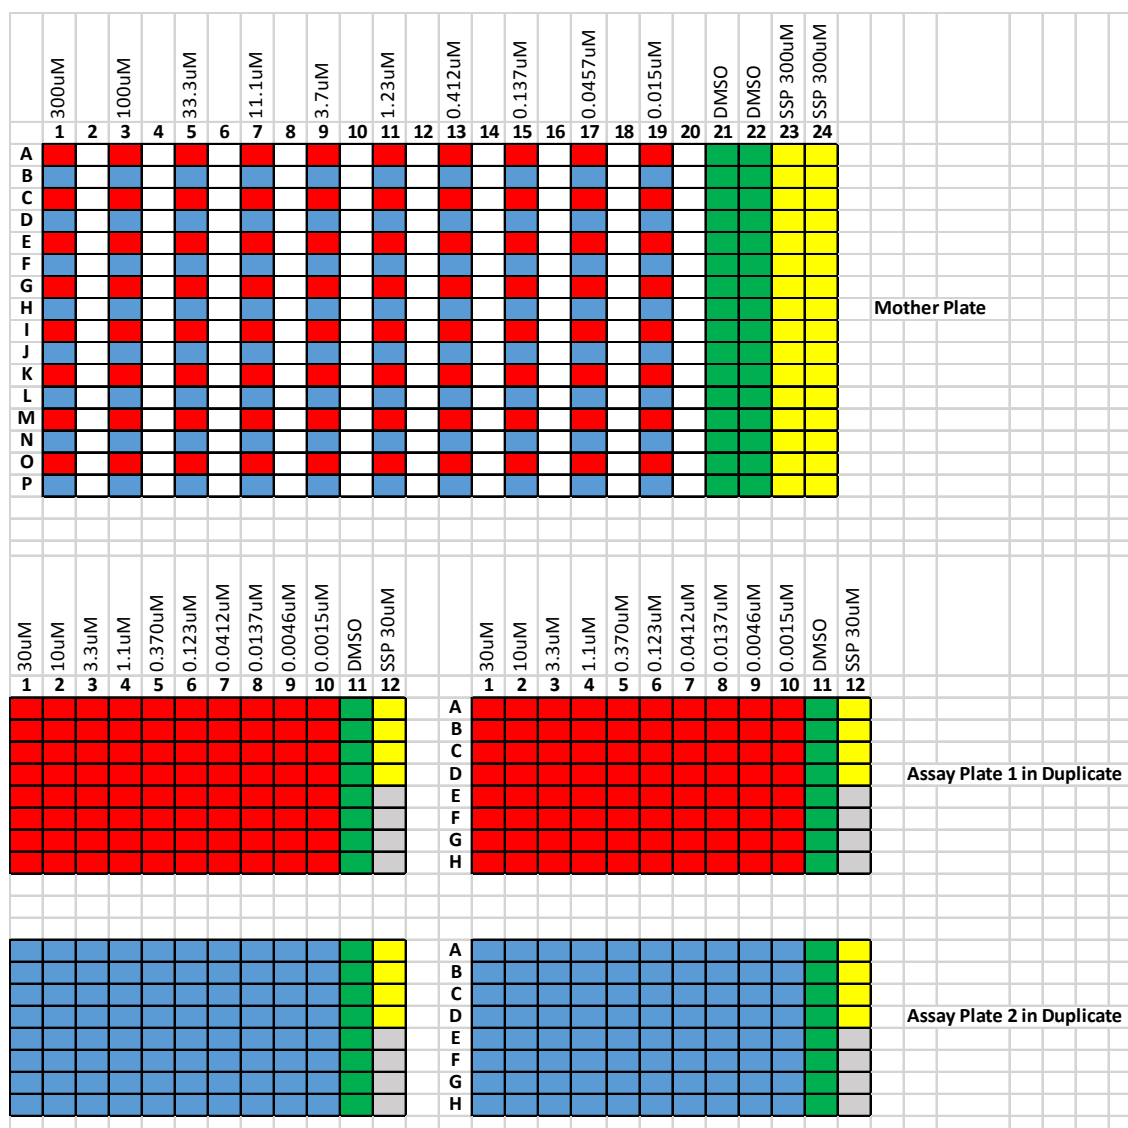 300uM 100uM 33.3uM 11.1uM 3.7uM 1.23uM 0.412uM 0.137uM 0.0457uM 0.015uM DMSO DMSO SSP 300uM SSP 300uM
1 2 3 4 5 6 7 8 9 10 11 12 13 14 15 16 17 18 19 20 21 22 23 24
A
B
C
D
E
F
G
H Mother Plate
I
J
K
L
M
N
O
P
30uM 10uM 3.3uM 1.1uM 0.370uM 0.123uM 0.0412uM 0.0137uM 0.0046uM 0.0015uM DMSO SSP 30uM 30uM 10uM 3.3uM 1.1uM 0.370uM 0.123uM 0.0412uM 0.0137uM 0.0046uM 0.0015uM DMSO SSP 30uM
1 2 3 4 5 6 7 8 9 10 11 12 1 2 3 4 5 6 7 8 9 10 11 12
A
B
C
D Assay Plate 1 in Duplicate
E
F
G
H
A
B
C
D Assay Plate 2 in Duplicate
E
F
G
H